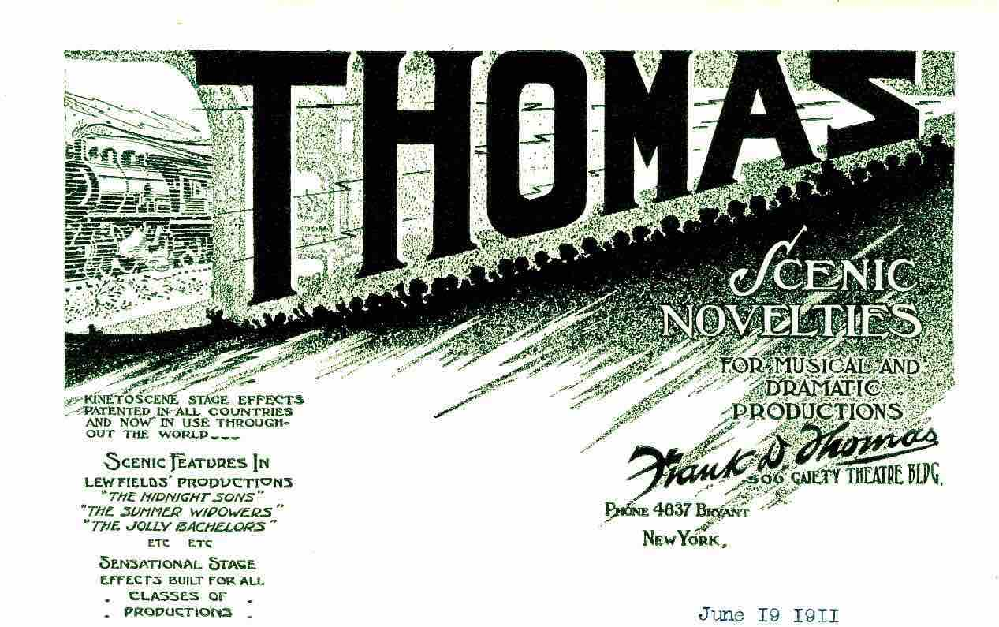 THOMAS
SCENIC
NOVELTIES
FOR MUSICAL AND
DRAMATIC
PRODUCTIONS
Frank D. Thomas
506 GAIETY THEATRE BLDG.
PHONE 4837 BRYANT
NEW YORK,
KINETOSCENE STAGE EFFECTS
PATENTED IN ALL COUNTRIES
AND NOW IN USE THROUGH-
OUT THE WORLD...
SCENIC FEATURES IN
LEW FIELDS' PRODUCTIONS
"THE MIDNIGHT SONS"
"THE SUMMER WIDOWERS"
"THE JOLLY BACHELORS"
ETC ETC
SENSATIONAL STAGE
EFFECTS BUILT FOR ALL
. CLASSES OF .
. PRODUCTIONS .
June I9 I9II